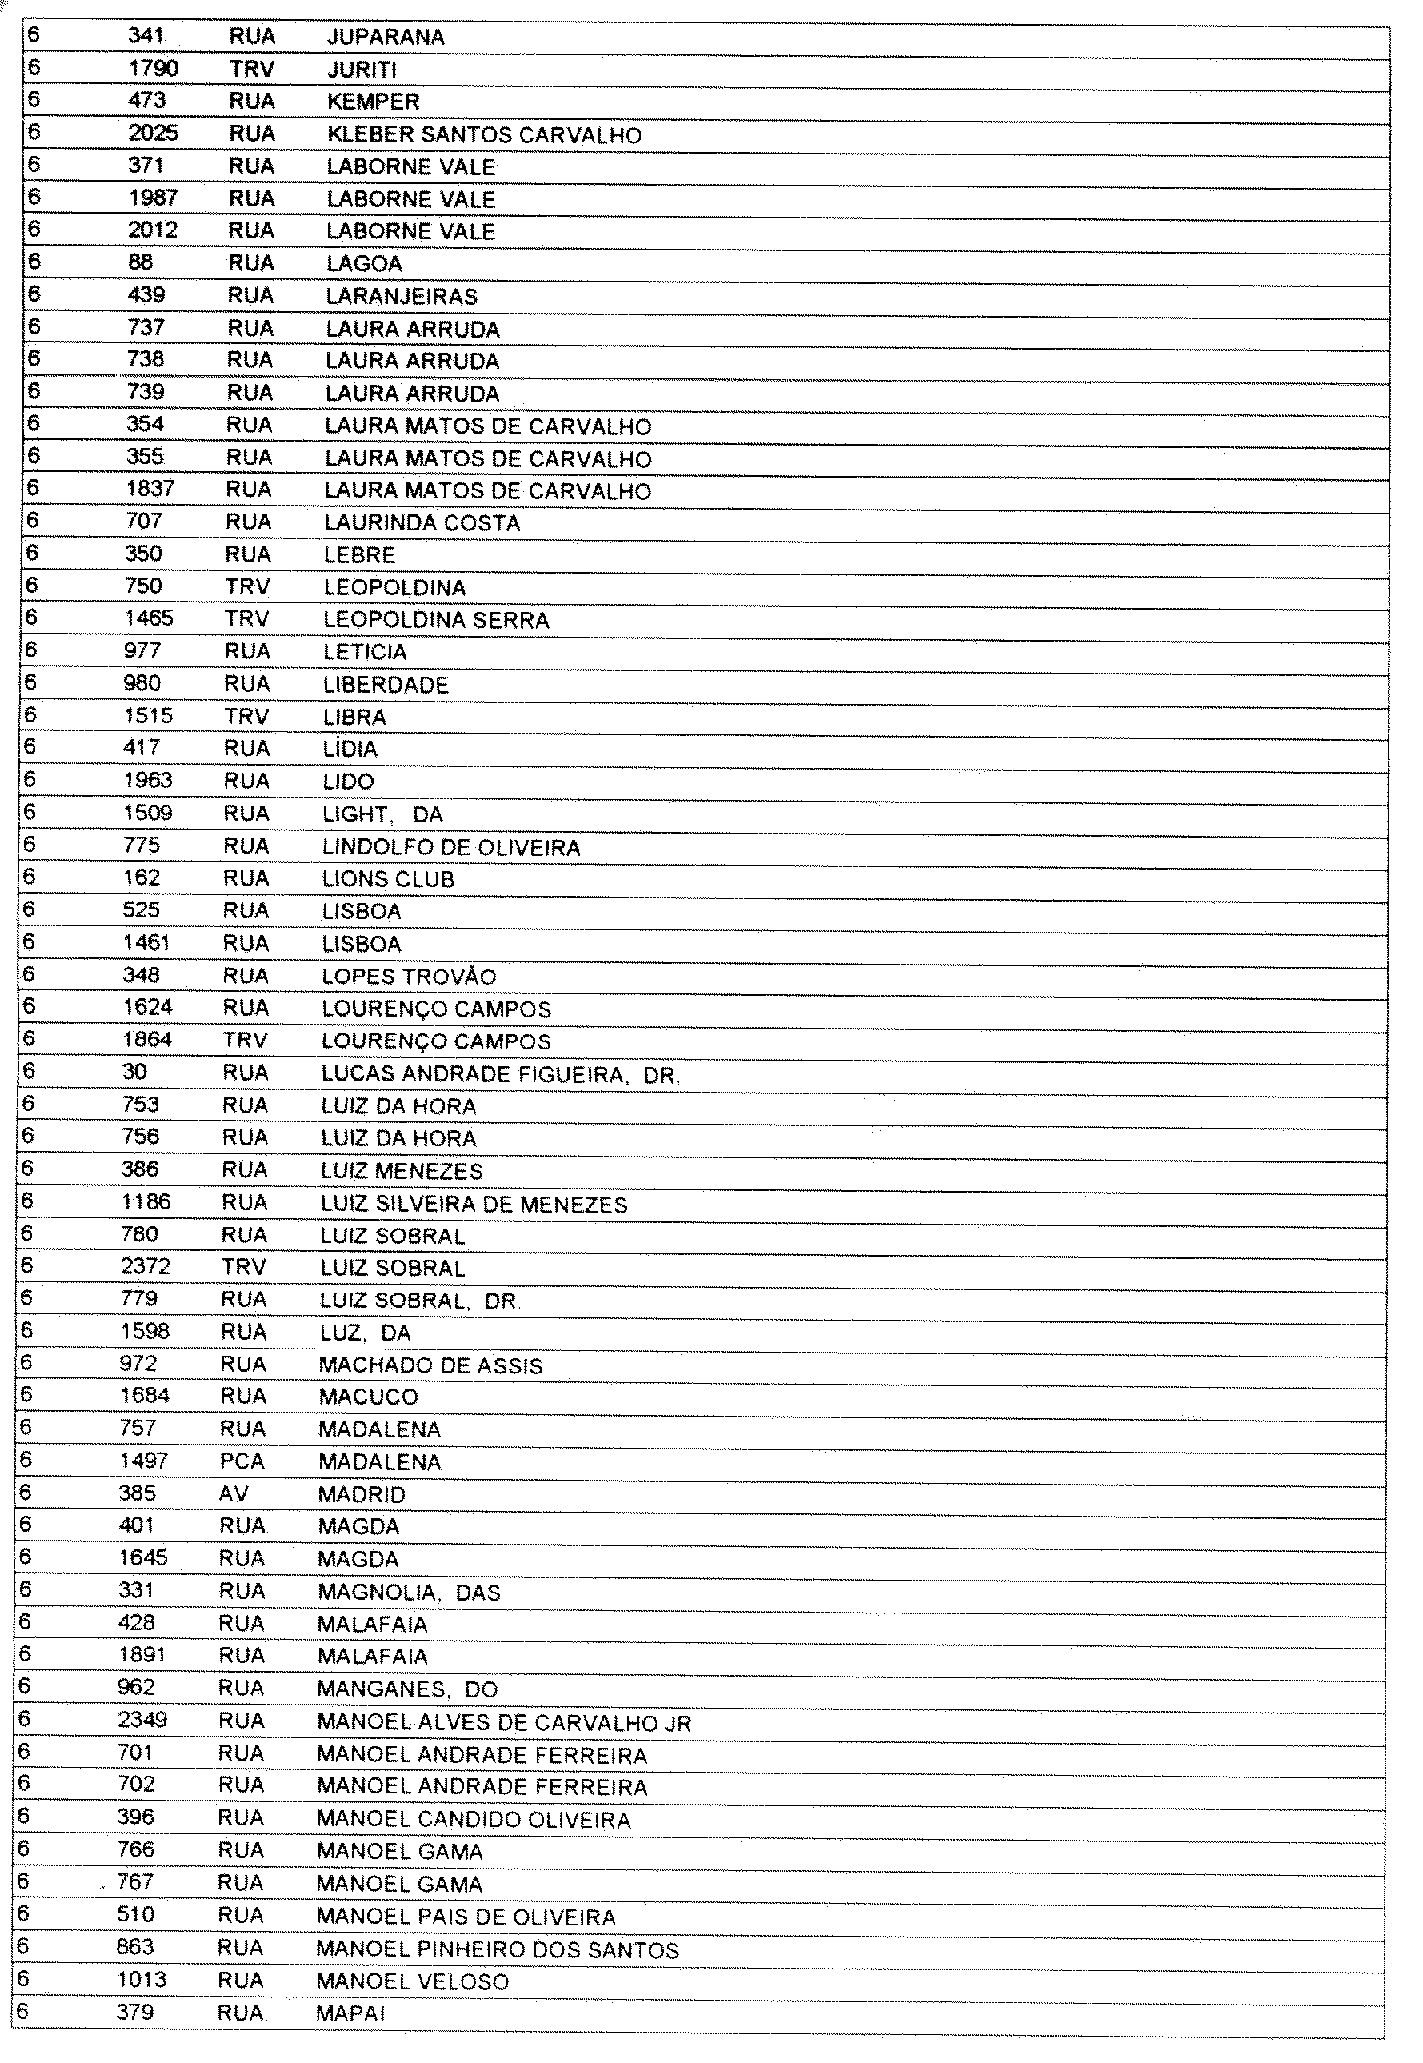 6 341 RUA JUPARANA
6 1790 TRV JURITI
6 473 RUA KEMPER
6 2025 RUA KLEBER SANTOS CARVALHO
6 371 RUA LABORNE VALE
6 1987 RUA LABORNE VALE
6 2012 RUA LABORNE VALE
6 88 RUA LAGOA
6 439 RUA LARANJEIRAS
6 737 RUA LAURA ARRUDA
6 738 RUA LAURA ARRUDA
6 739 RUA LAURA ARRUDA
6 354 RUA LAURA MATOS DE CARVALHO
6 355 RUA LAURA MATOS DE CARVALHO
6 1837 RUA LAURA MATOS DE CARVALHO
6 707 RUA LAURINDA COSTA
6 350 RUA LEBRE
6 750 TRV LEOPOLDINA
6 1465 TRV LEOPOLDINA SERRA
6 977 RUA LETICIA
6 980 RUA LIBERDADE
6 1515 TRV LIBRA
6 417 RUA LÍDIA
6 1963 RUA LIDO
6 1509 RUA LIGHT, DA
6 775 RUA LINDOLFO DE OLIVEIRA
6 162 RUA LIONS CLUB
6 525 RUA LISBOA
6 1461 RUA LISBOA
6 348 RUA LOPES TROVÃO
6 1624 RUA LOURENÇO CAMPOS
6 1864 TRV LOURENÇO CAMPOS
6 30 RUA LUCAS ANDRADE FIGUEIRA, DR.
6 753 RUA LUIZ DA HORA
6 756 RUA LUIZ DA HORA
6 386 RUA LUIZ MENEZES
6 1186 RUA LUIZ SILVEIRA DE MENEZES
6 780 RUA LUIZ SOBRAL
6 2372 TRV LUIZ SOBRAL
6 779 RUA LUIZ SOBRAL, DR.
6 1598 RUA LUZ, DA
6 972 RUA MACHADO DE ASSIS
6 1684 RUA MACUCO
6 757 RUA MADALENA
6 1497 PCA MADALENA
6 385 AV MADRID
6 401 RUA MAGDA
6 1645 RUA MAGDA
6 331 RUA MAGNOLIA, DAS
6 428 RUA MALAFAIA
6 1891 RUA MALAFAIA
6 962 RUA MANGANES, DO
6 2349 RUA MANOEL ALVES DE CARVALHO JR
6 701 RUA MANOEL ANDRADE FERREIRA
6 702 RUA MANOEL ANDRADE FERREIRA
6 396 RUA MANOEL CANDIDO OLIVEIRA
6 766 RUA MANOEL GAMA
6 767 RUA MANOEL GAMA
6 510 RUA MANOEL PAIS DE OLIVEIRA
6 863 RUA MANOEL PINHEIRO DOS SANTOS
6 1013 RUA MANOEL VELOSO
6 379 RUA MAPAI